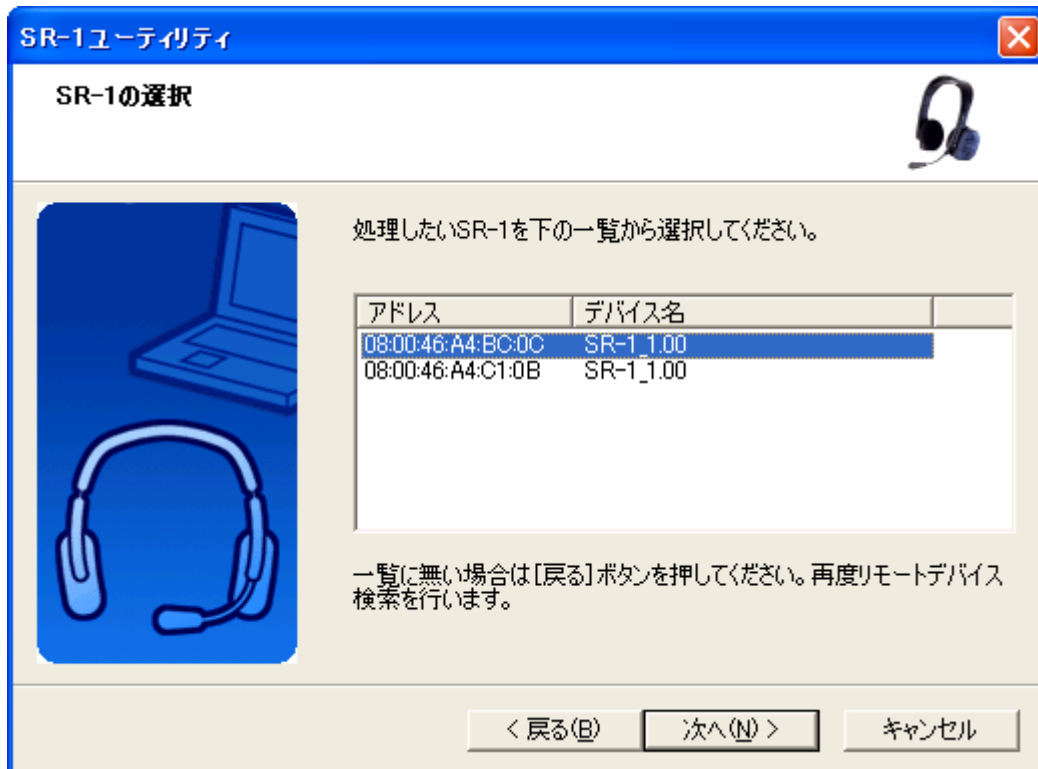 SR-1ユーティリティ
SR-1の選択
処理したいSR-1を下の一覧から選択してください。
アドレス デバイス名
08:00:46:A4:BC:0C SR-1_1.00
08:00:46:A4:C1:0B SR-1_1.00
一覧に無い場合は[戻る]ボタンを押してください。再度リモートデバイス
検索を行います。
< 戻る(B) 次へ(N) > キャンセル